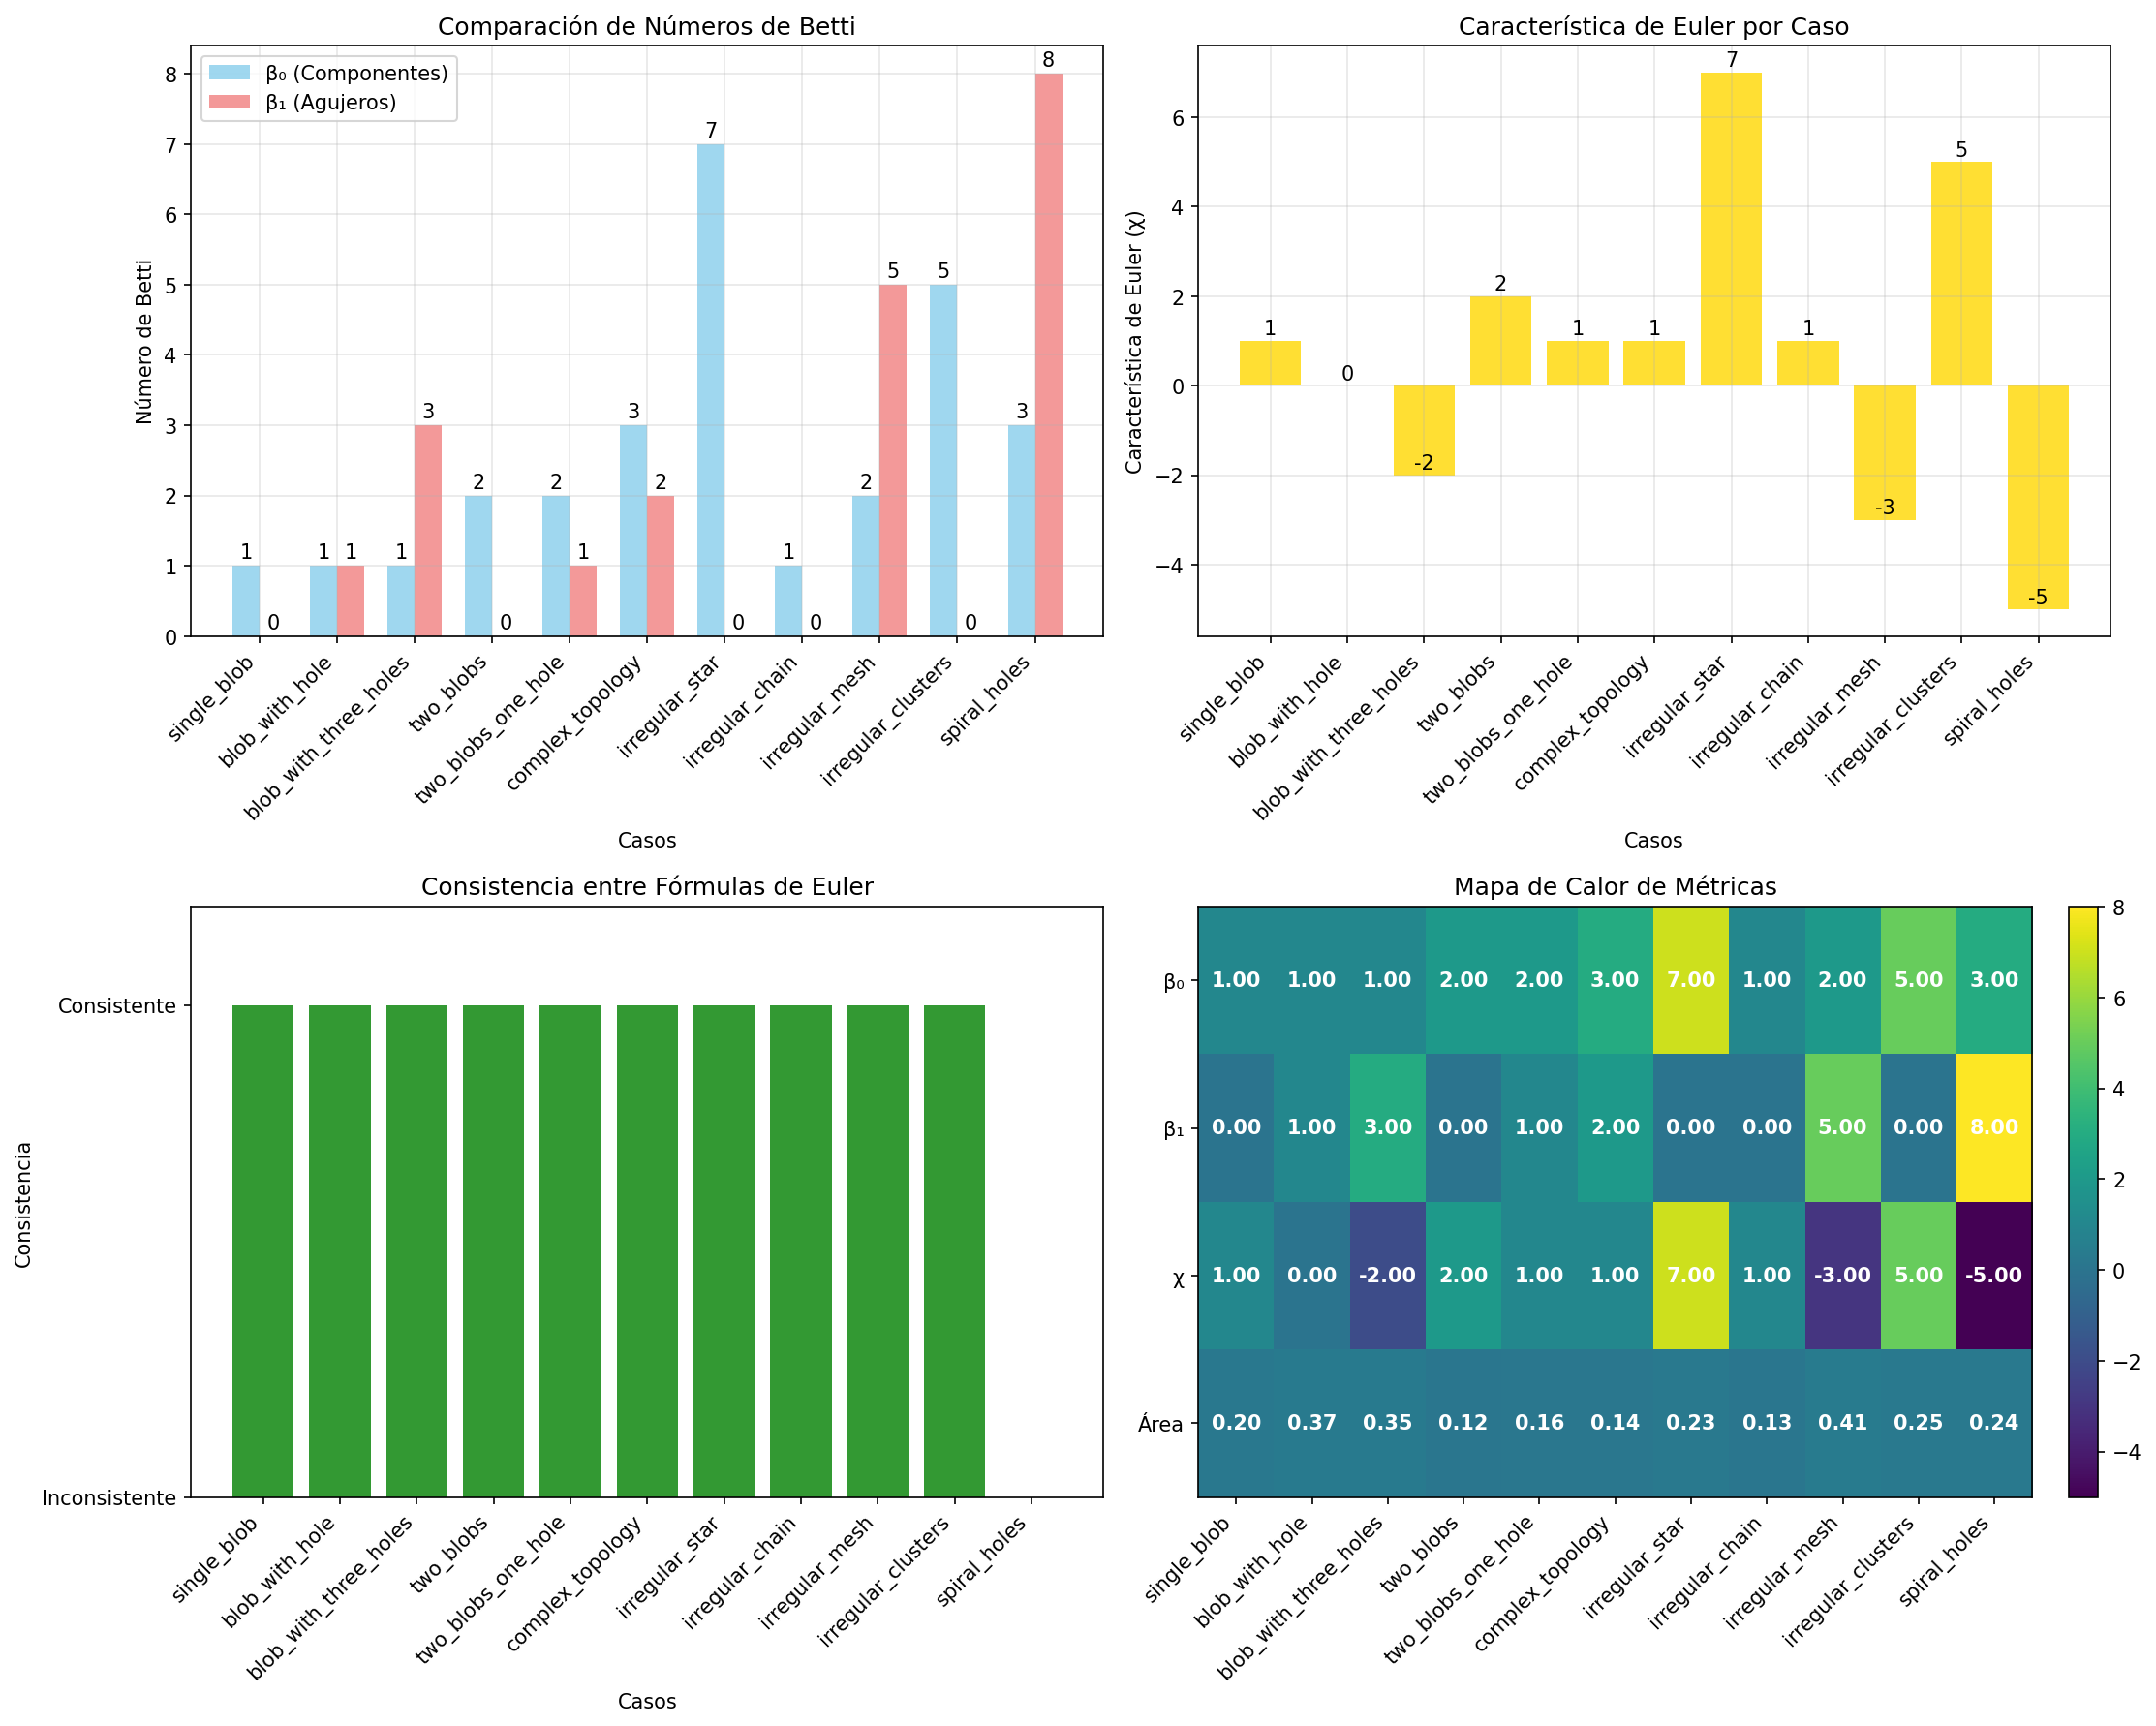 Comparación de Números de Betti
β₀ (Componentes)
β₁ (Agujeros)
Número de Betti
8
7
6
5
4
3
2
1
0
1 0 1 1 1 3 2 0 2 1 3 2 7 0 1 0 2 5 5 0 3 8
single_blob
blob_with_hole
blob_with_three_holes
two_blobs
two_blobs_one_hole
complex_topology
irregular_star
irregular_chain
irregular_mesh
irregular_clusters
spiral_holes
Casos
Característica de Euler por Caso
Característica de Euler (χ)
6
4
2
0
−2
−4
1 0 -2 2 1 1 7 1 -3 5 -5
single_blob
blob_with_hole
blob_with_three_holes
two_blobs
two_blobs_one_hole
complex_topology
irregular_star
irregular_chain
irregular_mesh
irregular_clusters
spiral_holes
Casos
Consistencia entre Fórmulas de Euler
Consistencia
Consistente
Inconsistente
single_blob
blob_with_hole
blob_with_three_holes
two_blobs
two_blobs_one_hole
complex_topology
irregular_star
irregular_chain
irregular_mesh
irregular_clusters
spiral_holes
Casos
Mapa de Calor de Métricas
β₀ 1.00 1.00 1.00 2.00 2.00 3.00 7.00 1.00 2.00 5.00 3.00
β₁ 0.00 1.00 3.00 0.00 1.00 2.00 0.00 0.00 5.00 0.00 8.00
χ 1.00 0.00 -2.00 2.00 1.00 1.00 7.00 1.00 -3.00 5.00 -5.00
Área 0.20 0.37 0.35 0.12 0.16 0.14 0.23 0.13 0.41 0.25 0.24
single_blob
blob_with_hole
blob_with_three_holes
two_blobs
two_blobs_one_hole
complex_topology
irregular_star
irregular_chain
irregular_mesh
irregular_clusters
spiral_holes
8
6
4
2
0
−2
−4